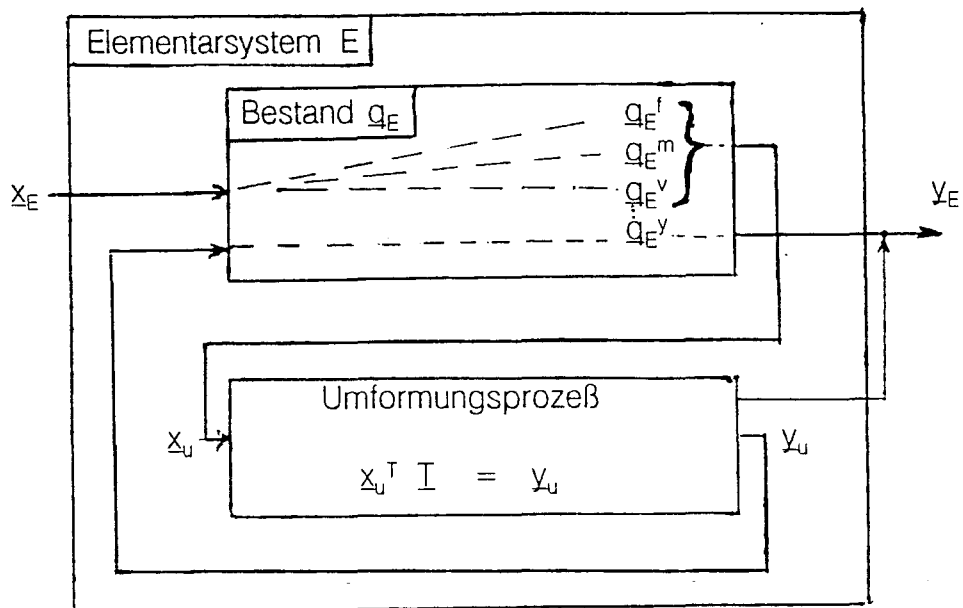 Elementarsystem E
Bestand q_E
q_E^f
q_E^m
x_E
q_E^v
y_E
q_E^y
Umformungsprozeß
x_u
y_u
x_u^T T = y_u